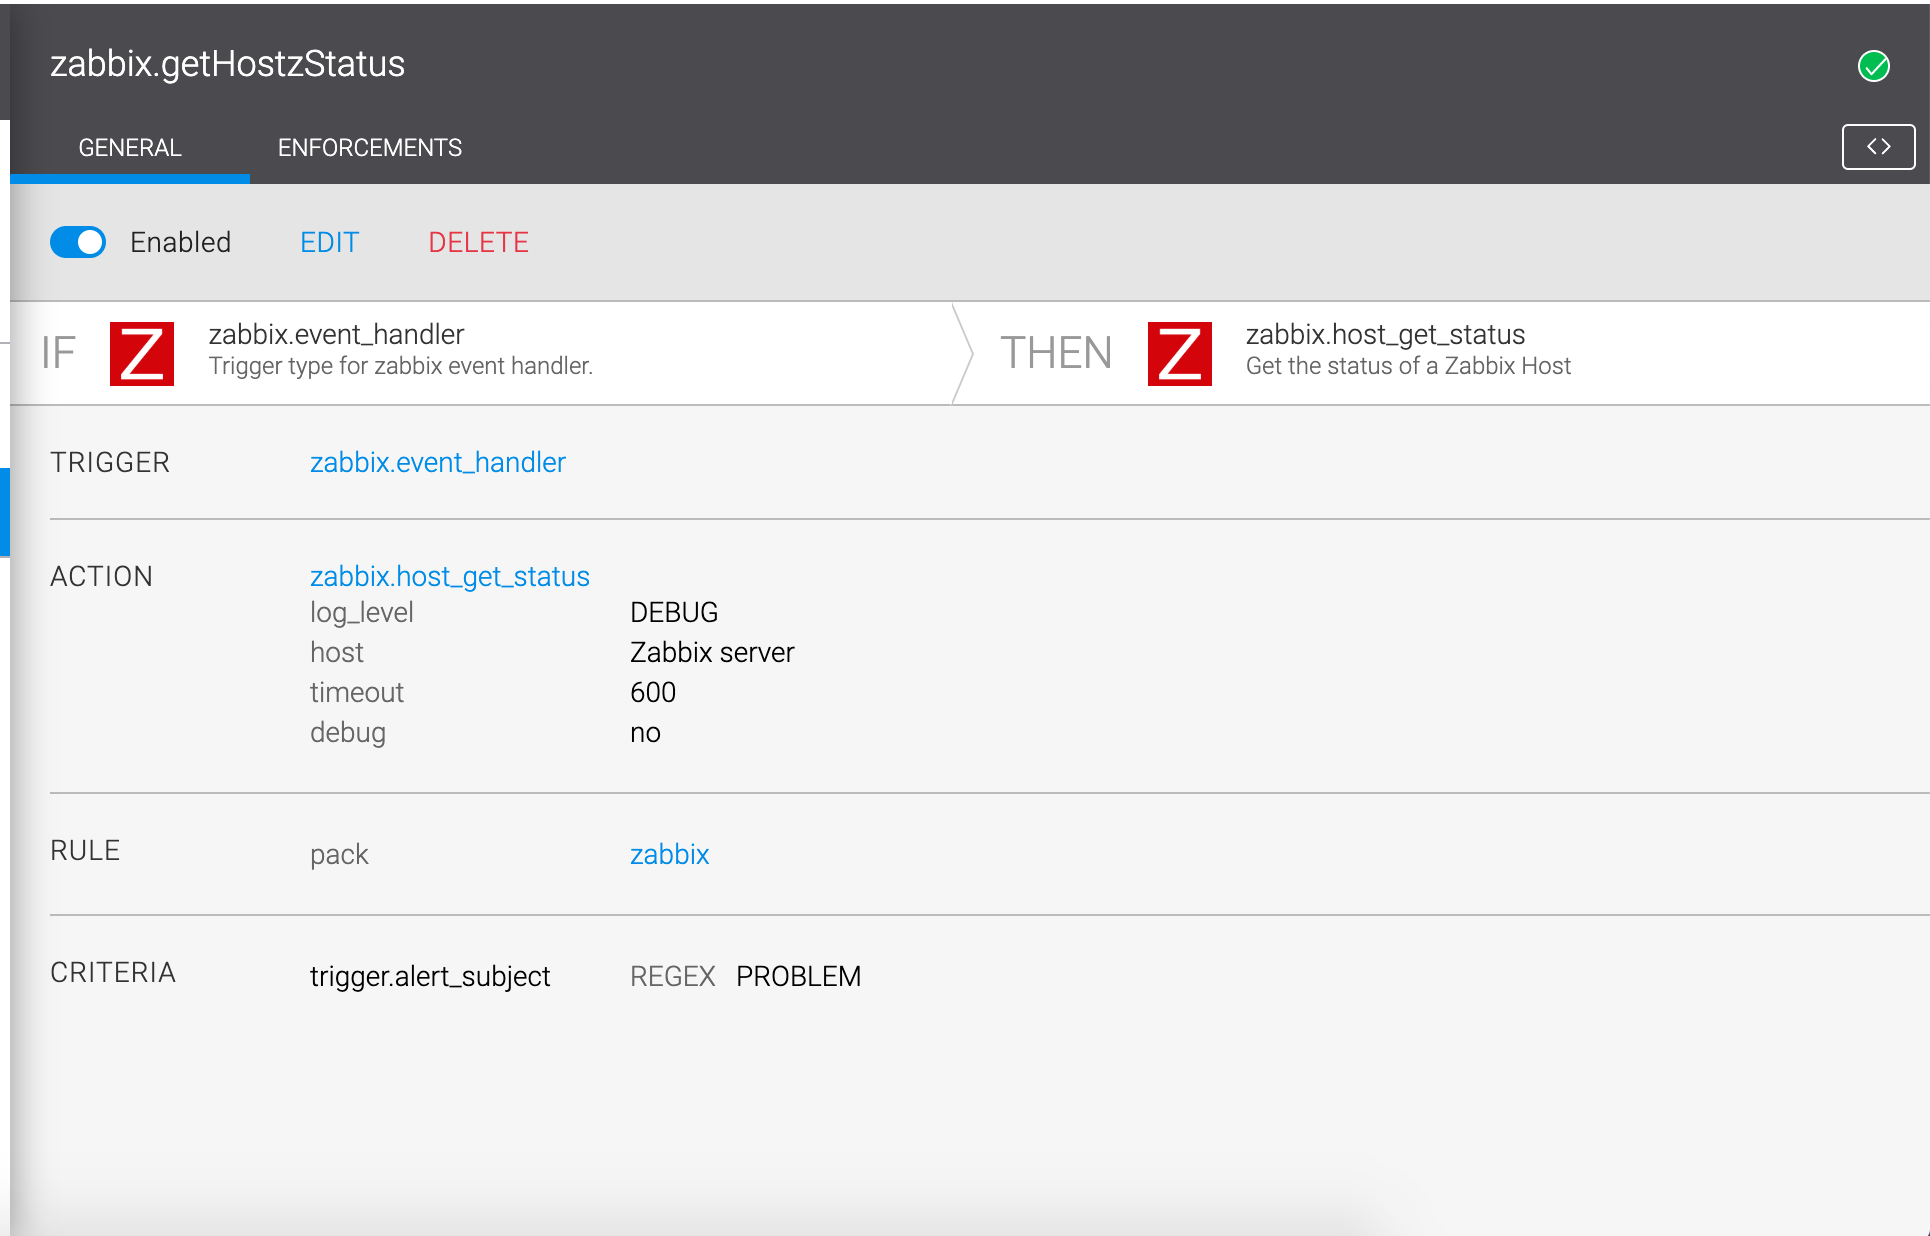 zabbix.getHostzStatus
GENERAL ENFORCEMENTS
<>
Enabled EDIT DELETE
IF Z zabbix.event_handler
Trigger type for zabbix event handler.
THEN Z zabbix.host_get_status
Get the status of a Zabbix Host
TRIGGER zabbix.event_handler
ACTION zabbix.host_get_status
log_level DEBUG
host Zabbix server
timeout 600
debug no
RULE pack zabbix
CRITERIA trigger.alert_subject REGEX PROBLEM